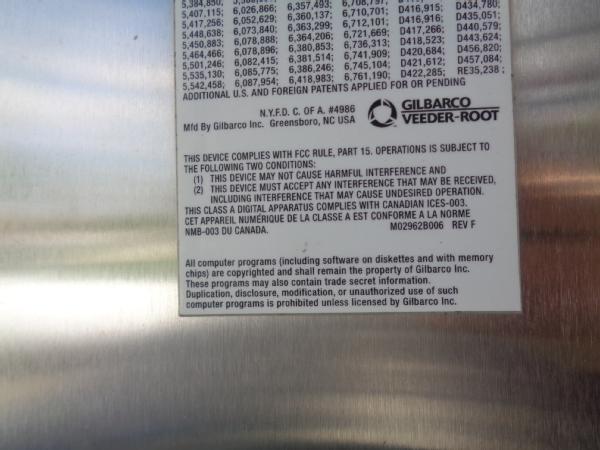 5,384,850;
5,407,115; 6,026,866; 6,357,493; 6,708,797; D434,780;
5,417,256 6,052,629; 6,360,137; 6,710,701; D416,915; D435,051;
5,448,638; 6,073,840; 6,363,299; 6,712,101; D416,916; D440,579
5,450,883; 6,078,888; 6,364,206; 6,721,669; D417,266 D443,624
5,464,466; 6,078,896; 6,380,853; 6,736,313; D418,523; D456,820
5,501,246; 6,082,415; 6,381,514; 6,741,909; D420,684; D457,084;
5,535,130; 6,085,775; 6,386,246; 6,745,104; D421,612; RE35,238 ;
5,542,458; 6,087,954; 6,418,983; 6,761,190; D422,285;
ADDITIONAL U.S. AND FOREIGN PATENTS APPLIED FOR OR PENDING
N.Y.F.D. C. OF A. #4986
Mfd By Gilbarco Inc. Greensboro, NC USA
GILBARCO
VEEDER-ROOT
THIS DEVICE COMPLIES WITH FCC RULE, PART 15. OPERATIONS IS SUBJECT TO
THE FOLLOWING TWO CONDITIONS:
(1) THIS DEVICE MAY NOT CAUSE HARMFUL INTERFERENCE AND
(2) THIS DEVICE MUST ACCEPT ANY INTERFERENCE THAT MAY BE RECEIVED,
INCLUDING INTERFERENCE THAT MAY CAUSE UNDESIRED OPERATION.
THIS CLASS A DIGITAL APPARATUS COMPLIES WITH CANADIAN ICES-003.
CET APPAREIL NUMÉRIQUE DE LA CLASSE A EST CONFORME A LA NORME
NMB-003 DU CANADA. M02962B006 REV F
All computer programs (including software on diskettes and with memory
chips) are copyrighted and shall remain the property of Gilbarco Inc.
These programs may also contain trade secret information.
Duplication, disclosure, modification, or unauthorized use of such
computer programs is prohibited unless licensed by Gilbarco Inc.